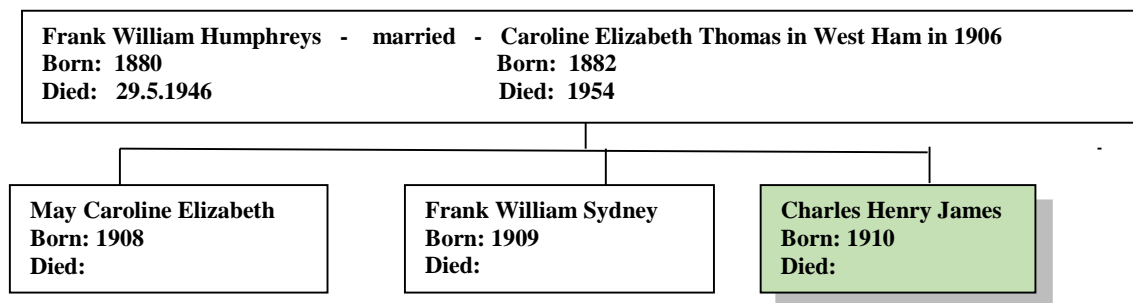 Frank William Humphreys - married - Caroline Elizabeth Thomas in West Ham in 1906
Born: 1880 Born: 1882
Died: 29.5.1946 Died: 1954
-
May Caroline Elizabeth
Born: 1908
Died:
Frank William Sydney
Born: 1909
Died:
Charles Henry James
Born: 1910
Died: